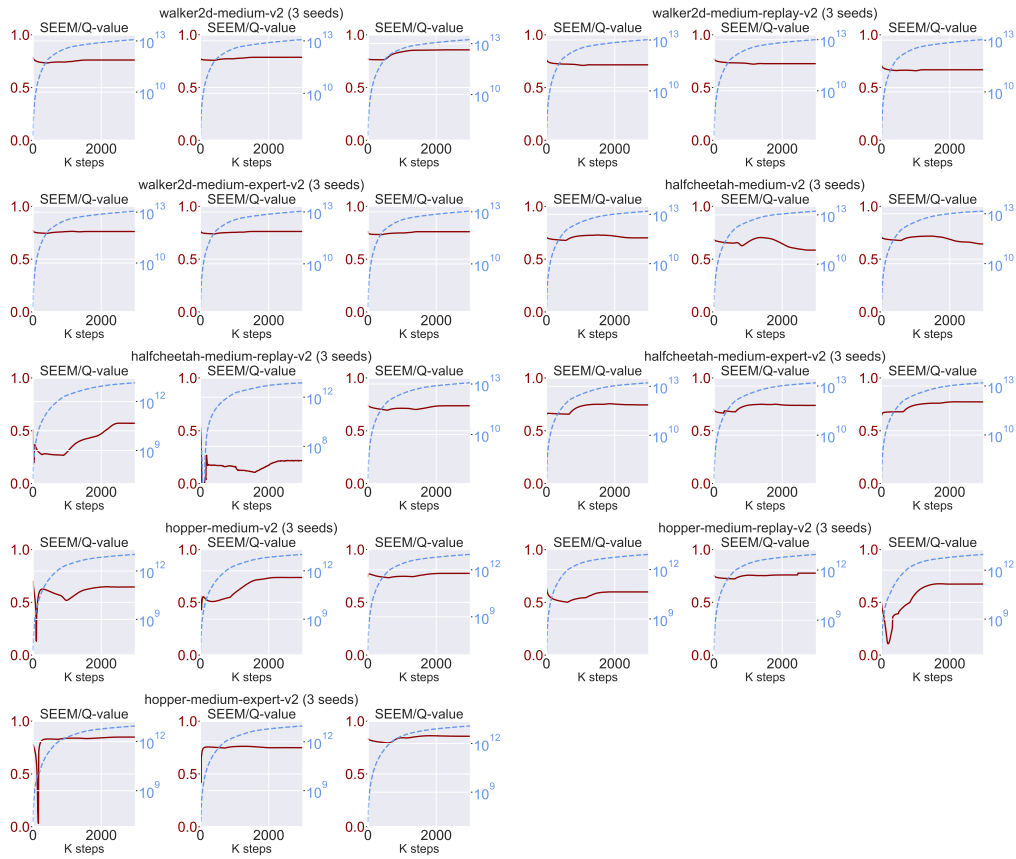 walker2d-medium-v2 (3 seeds)
SEEM/Q-value SEEM/Q-value SEEM/Q-value
1.0 10^13 10^13 10^13
0.5 10^10 10^10 10^10
0.0
0 2000 0 2000 0 2000
K steps K steps K steps
walker2d-medium-replay-v2 (3 seeds)
SEEM/Q-value SEEM/Q-value SEEM/Q-value
1.0 10^13 1.0 10^13 1.0 10^13
0.5 10^10 0.5 10^10 0.5 10^10
0.0 0.0 0.0
0 2000 0 2000 0 2000
K steps K steps K steps
walker2d-medium-expert-v2 (3 seeds)
SEEM/Q-value SEEM/Q-value SEEM/Q-value
1.0 10^13 1.0 10^13 1.0 10^13
0.5 10^10 0.5 10^10 0.5 10^10
0.0 0.0 0.0
0 2000 0 2000 0 2000
K steps K steps K steps
halfcheetah-medium-v2 (3 seeds)
SEEM/Q-value SEEM/Q-value SEEM/Q-value
1.0 10^13 1.0 10^13 1.0 10^13
0.5 10^10 0.5 10^10 0.5 10^10
0.0 0.0 0.0
0 2000 0 2000 0 2000
K steps K steps K steps
halfcheetah-medium-replay-v2 (3 seeds)
SEEM/Q-value SEEM/Q-value SEEM/Q-value
1.0 10^12 1.0 10^12 1.0 10^13
0.5 10^9 0.5 10^8 0.5 10^10
0.0 0.0 0.0
0 2000 0 2000 0 2000
K steps K steps K steps
halfcheetah-medium-expert-v2 (3 seeds)
SEEM/Q-value SEEM/Q-value SEEM/Q-value
1.0 10^13 1.0 10^13 1.0 10^13
0.5 10^10 0.5 10^10 0.5 10^10
0.0 0.0 0.0
0 2000 0 2000 0 2000
K steps K steps K steps
hopper-medium-v2 (3 seeds)
SEEM/Q-value SEEM/Q-value SEEM/Q-value
1.0 10^12 1.0 10^12 1.0 10^12
0.5 10^9 0.5 10^9 0.5 10^9
0.0 0.0 0.0
0 2000 0 2000 0 2000
K steps K steps K steps
hopper-medium-replay-v2 (3 seeds)
SEEM/Q-value SEEM/Q-value SEEM/Q-value
1.0 10^12 1.0 10^12 1.0 10^12
0.5 10^9 0.5 10^9 0.5 10^9
0.0 0.0 0.0
0 2000 0 2000 0 2000
K steps K steps K steps
hopper-medium-expert-v2 (3 seeds)
SEEM/Q-value SEEM/Q-value SEEM/Q-value
1.0 10^12 1.0 10^12 1.0 10^12
0.5 10^9 0.5 10^9 0.5 10^9
0.0 0.0 0.0
0 2000 0 2000 0 2000
K steps K steps K steps